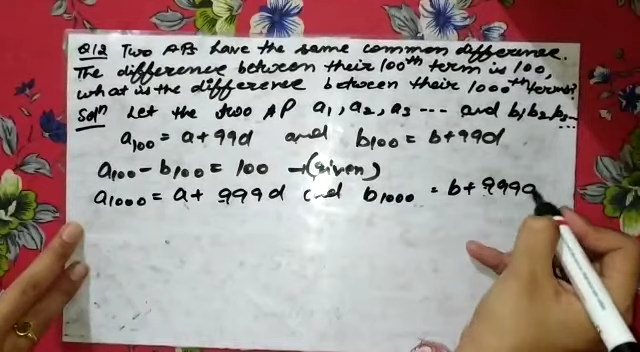 Q12 Two APs have the same common difference.
The difference between their 100th term is 100,
what is the difference between their 1000th terms?
Solⁿ Let the two AP a₁, a₂, a₃ --- and b₁ b₂ b₃ ---
a₁₀₀ = a + 99d and b₁₀₀ = b + 99d
a₁₀₀ - b₁₀₀ = 100 →(given)
a₁₀₀₀ = a + 999d and b₁₀₀₀ = b + 999d